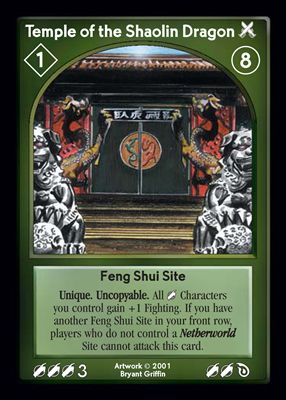 Temple of the Shaolin Dragon
1
8
Feng Shui Site
Unique. Uncopyable. All Characters
you control gain +1 Fighting. If you have
another Feng Shui Site in your front row,
players who do not control a Netherworld
Site cannot attack this card.
3
Artwork © 2001
Bryant Griffin